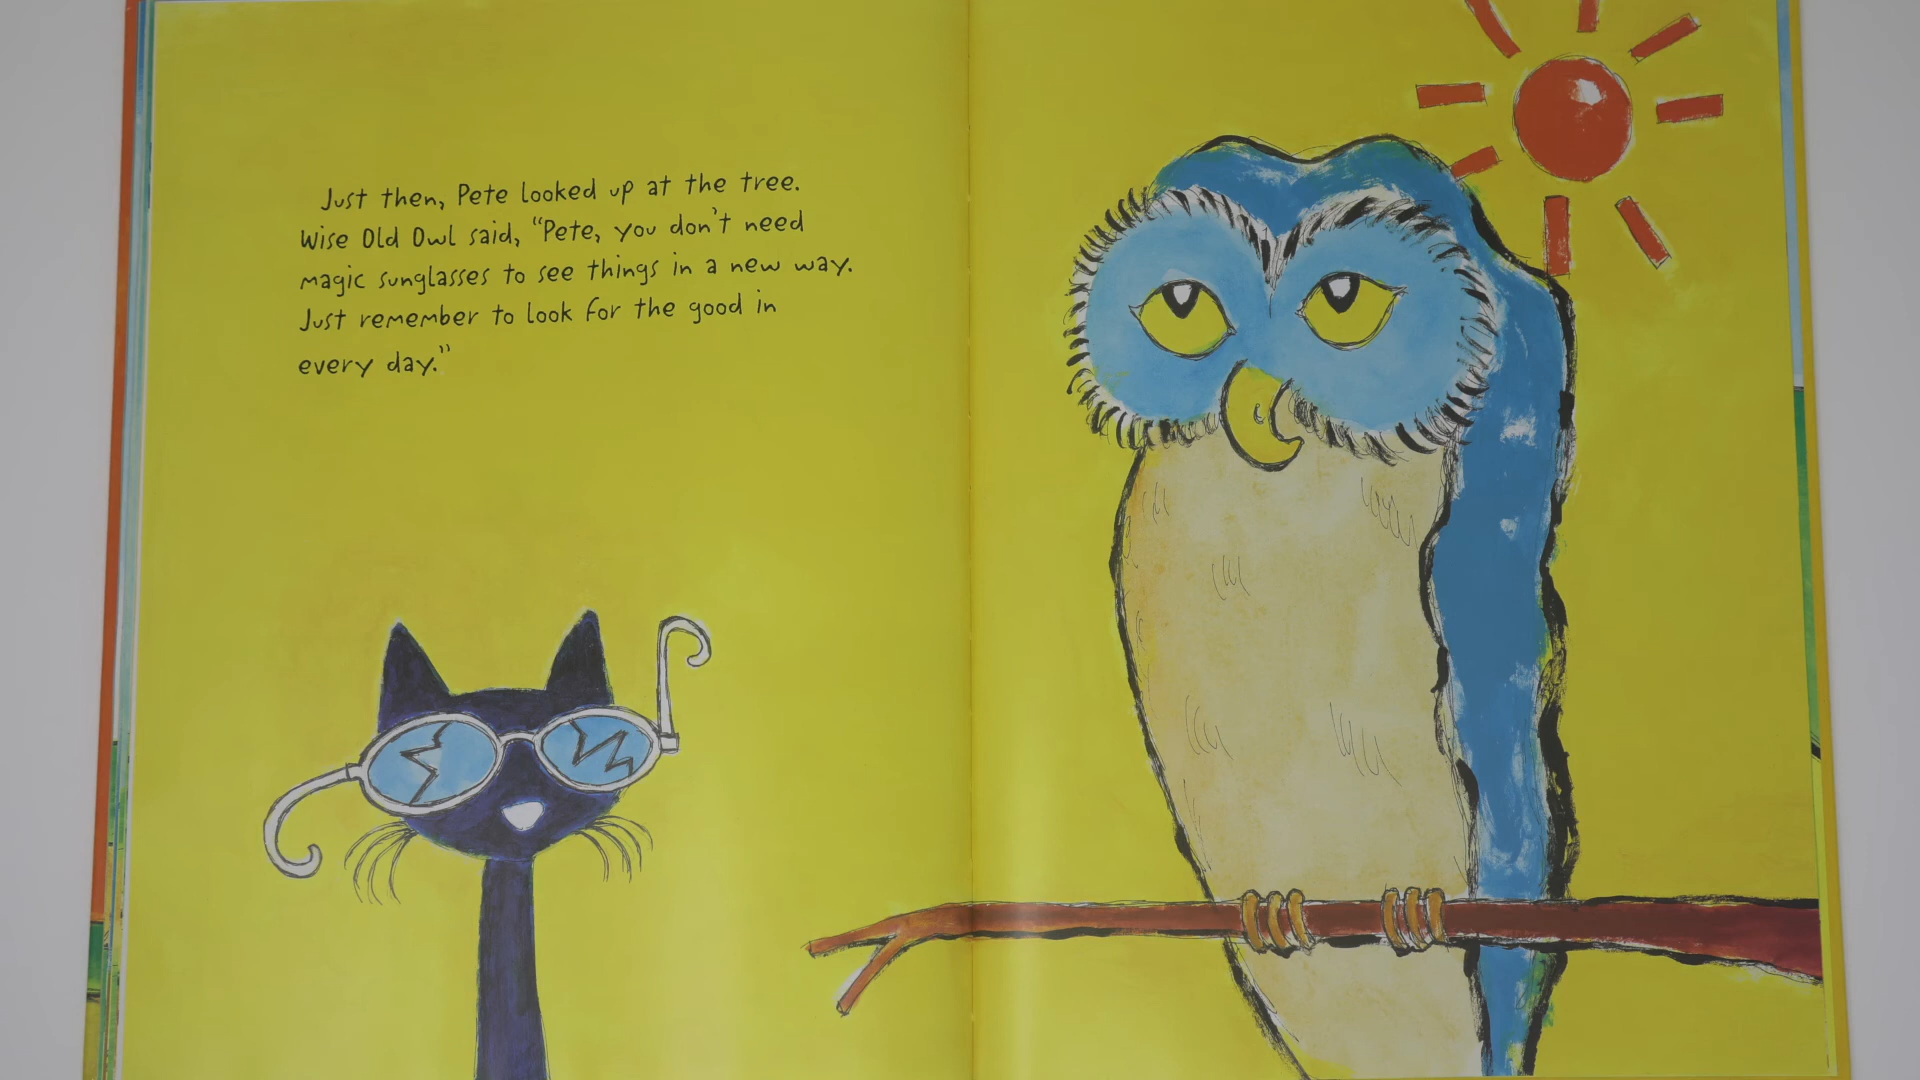 Just then, Pete looked up at the tree.
Wise Old Owl said, “Pete, you don’t need
magic sunglasses to see things in a new way.
Just remember to look for the good in
every day.”